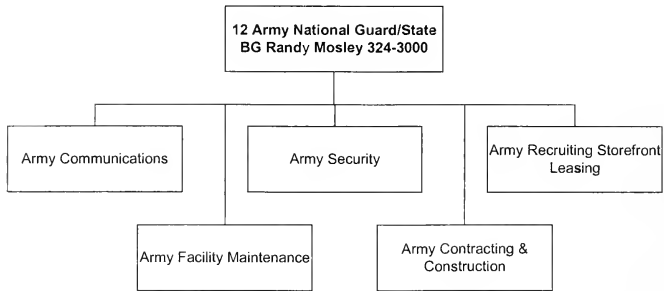 12 Army National Guard/State
BG Randy Mosley 324-3000
Army Communications
Army Security
Army Recruiting Storefront
Leasing
Army Facility Maintenance
Army Contracting &
Construction